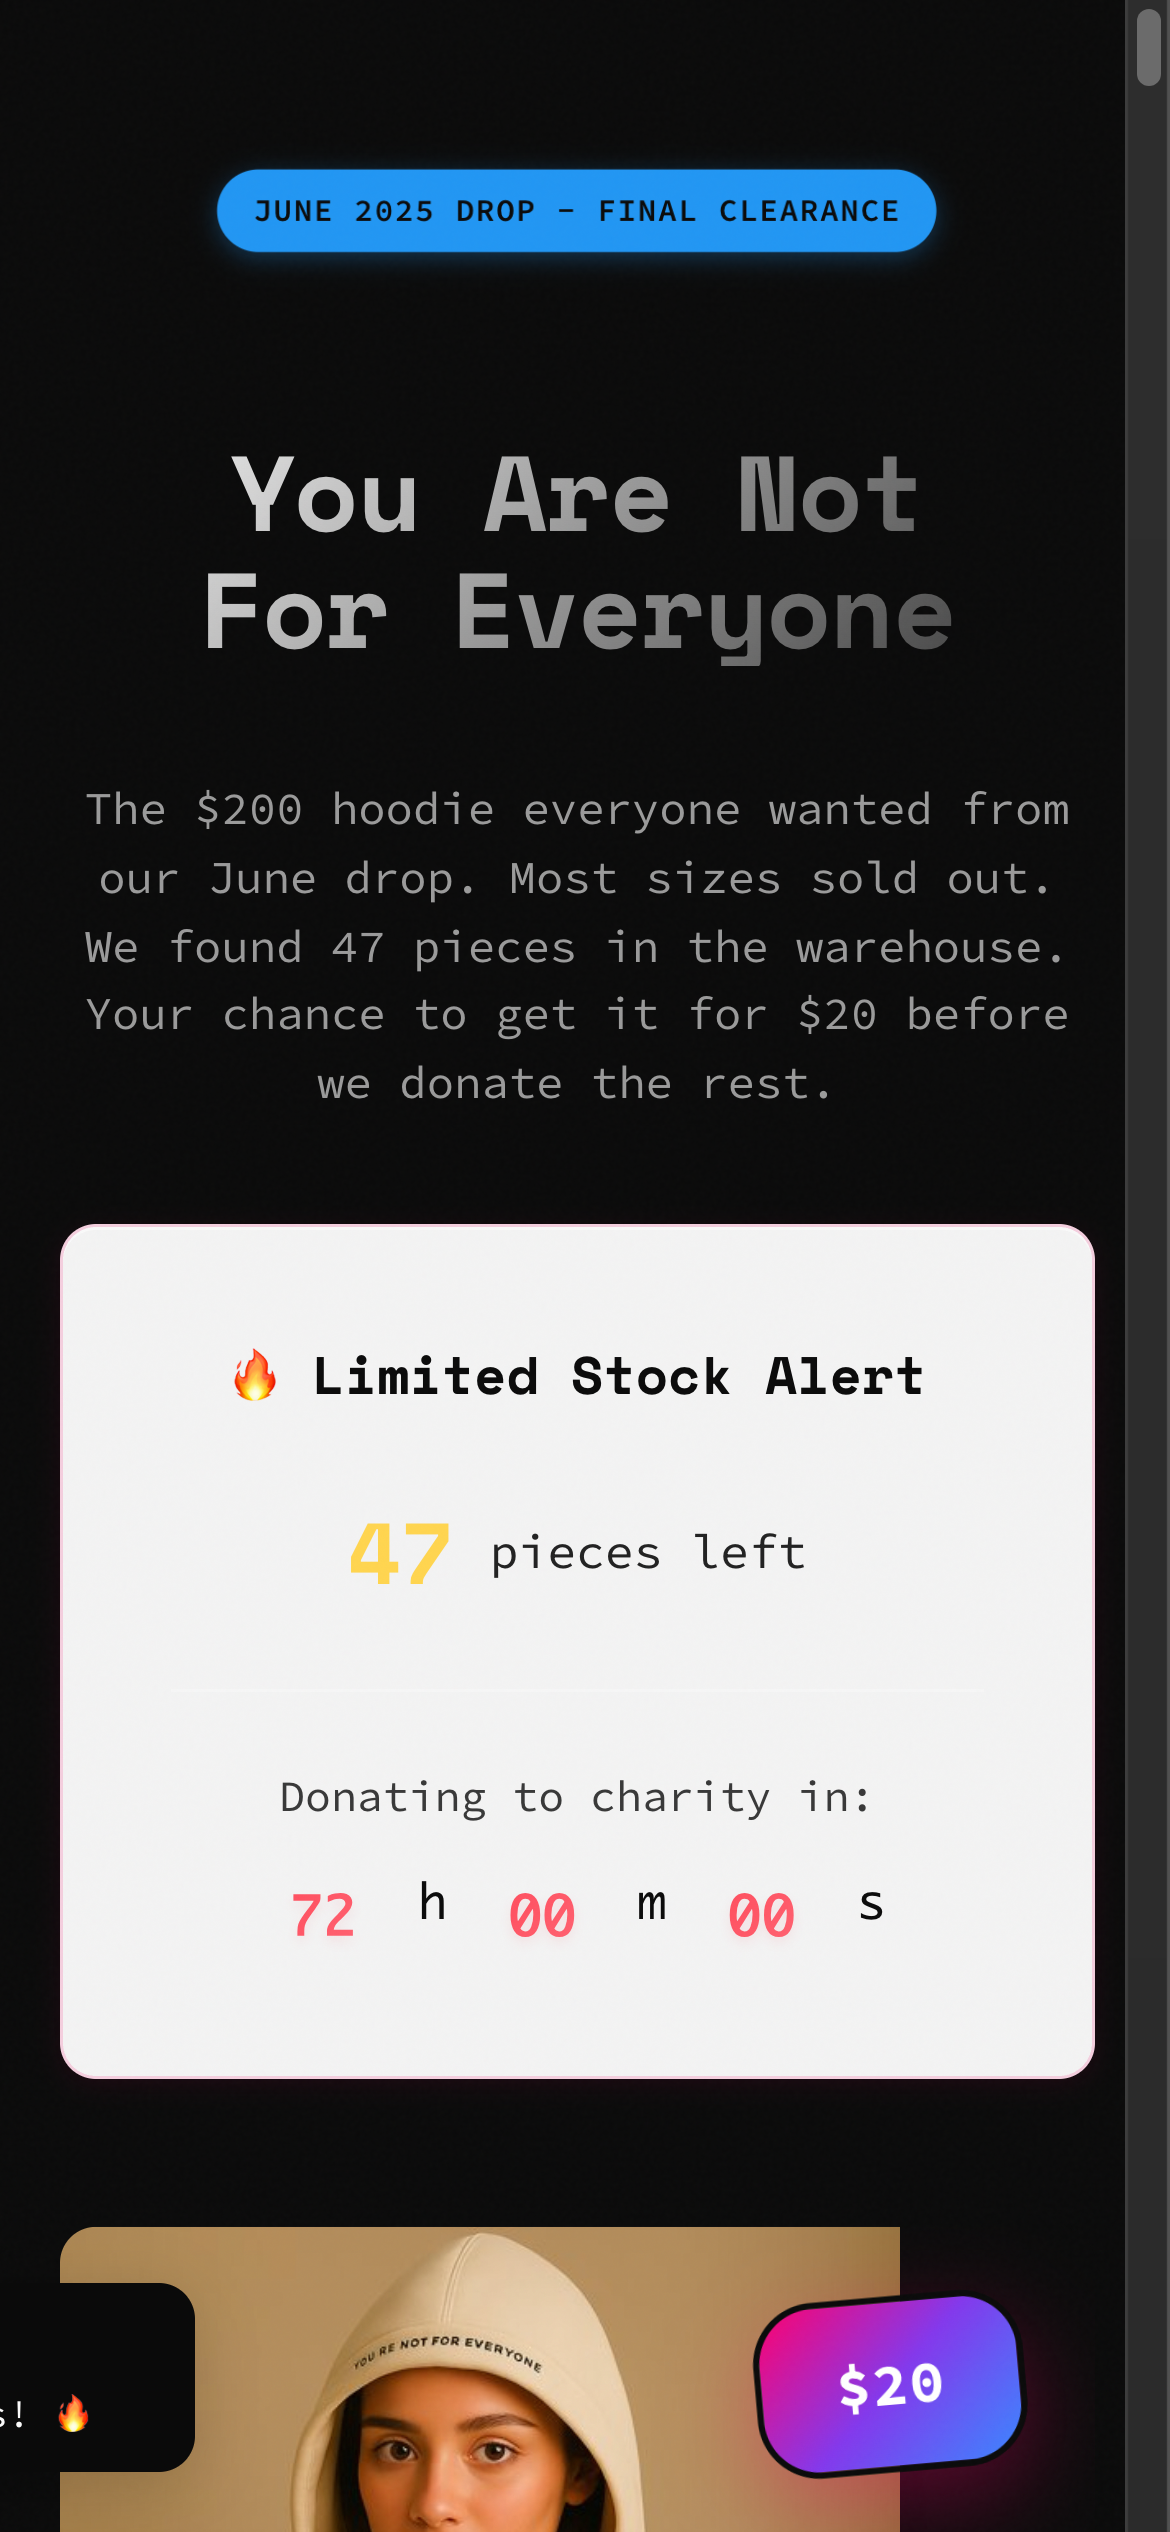 JUNE 2025 DROP – FINAL CLEARANCE
You Are Not
For Everyone
The $200 hoodie everyone wanted from
our June drop. Most sizes sold out.
We found 47 pieces in the warehouse.
Your chance to get it for $20 before
we donate the rest.
🔥 Limited Stock Alert
47 pieces left
Donating to charity in:
72 h 00 m 00 s
YOU'RE NOT FOR EVERYONE
$20
s! 🔥